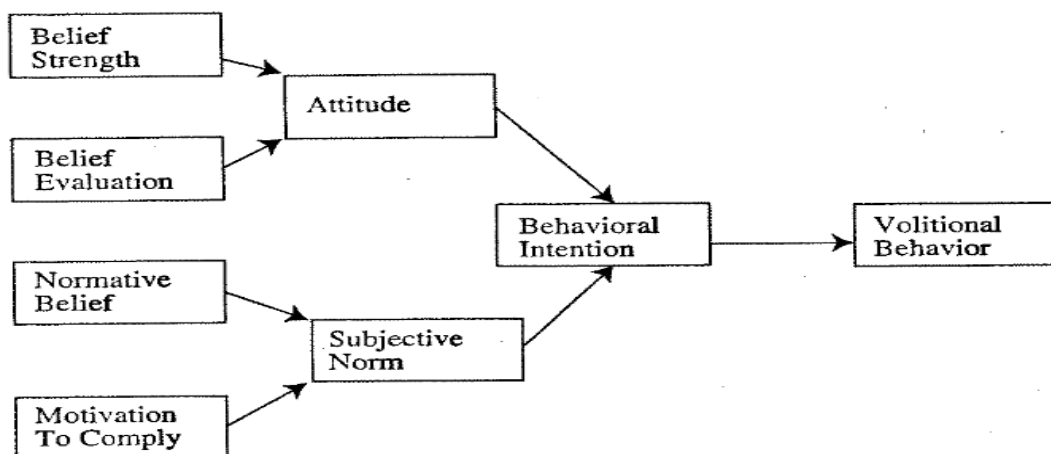 Belief
Strength
Attitude
Belief
Evaluation
Behavioral
Intention
Volitional
Behavior
Normative
Belief
Subjective
Norm
Motivation
To Comply